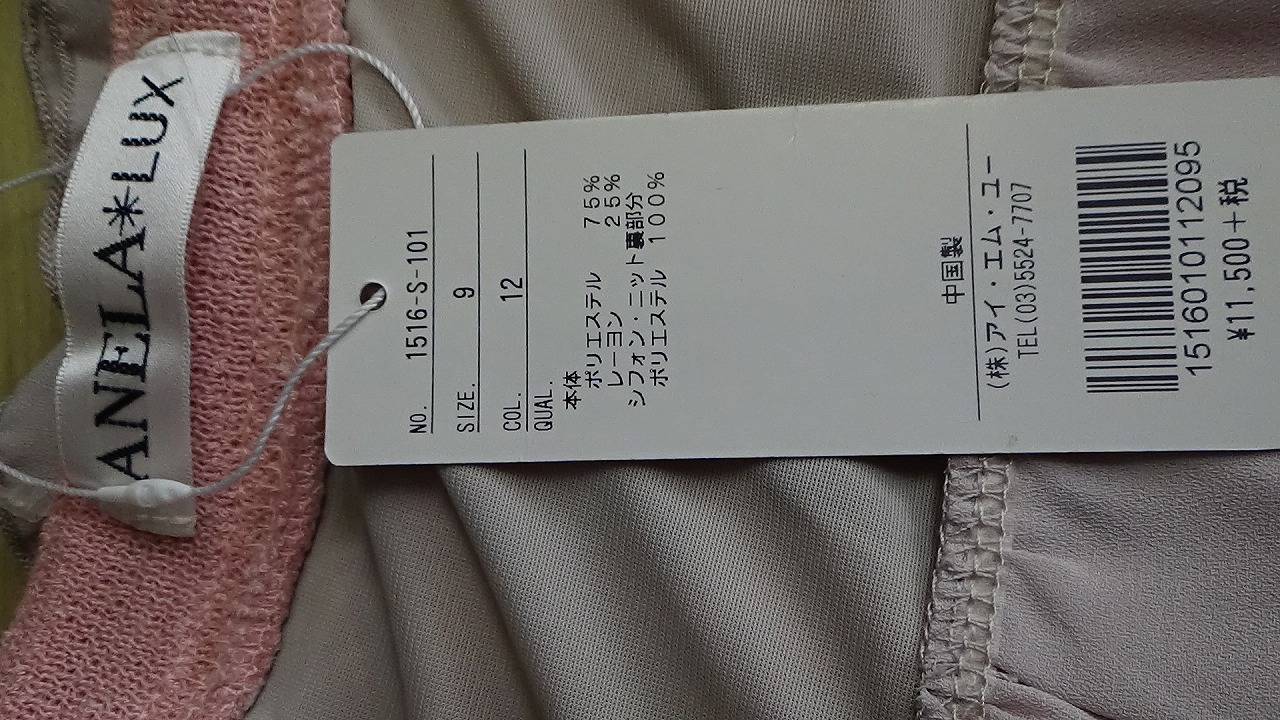 ANELA*LUX
NO. 1516-S-101
SIZE. 9
COL. 12
QUAL.
本体
ポリエステル 75%
レーヨン 25%
シフォン・ニット裏部分
ポリエステル 100%
中国製
(株)アイ・エム・ユー
TEL(03)5524-7707
1516010112095
¥11,500+税